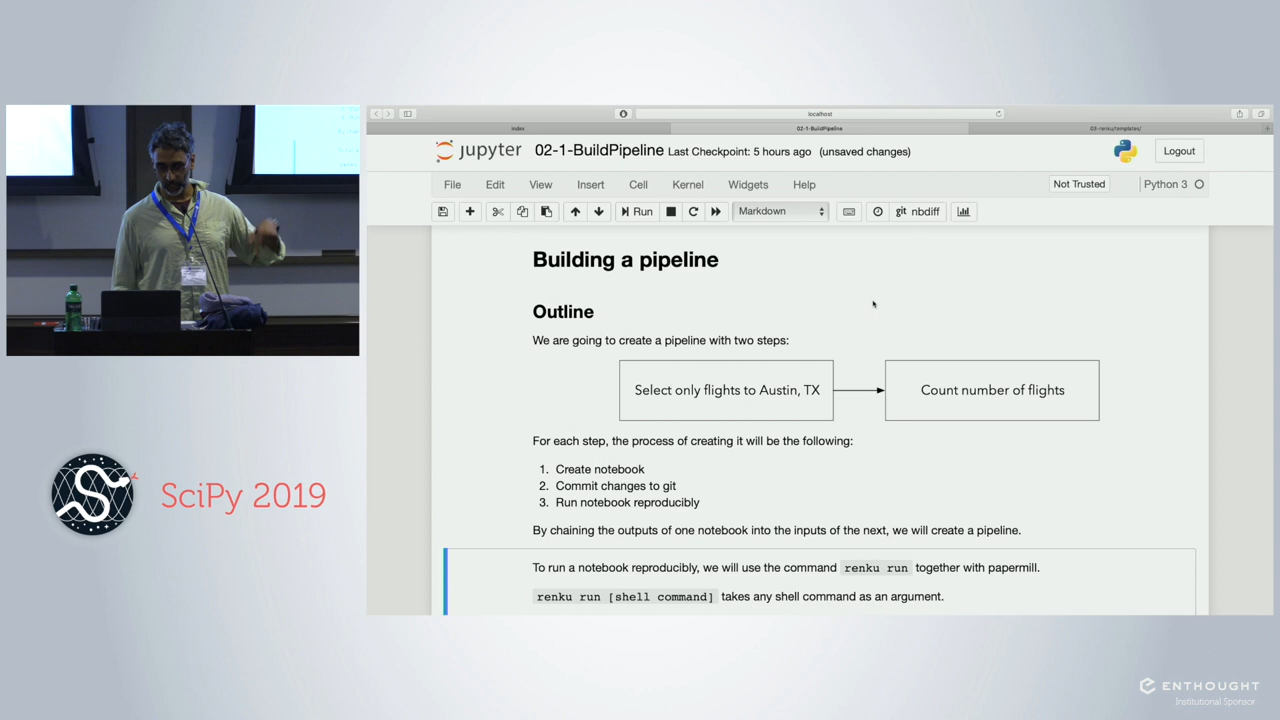 localhost
index
02-1-BuildPipeline
03-renku/templates/
jupyter 02-1-BuildPipeline Last Checkpoint: 5 hours ago (unsaved changes)
Logout
File Edit View Insert Cell Kernel Widgets Help
Not Trusted
Python 3
Run
Markdown
git nbdiff
Building a pipeline
Outline
We are going to create a pipeline with two steps:
Select only flights to Austin, TX
Count number of flights
For each step, the process of creating it will be the following:
1. Create notebook
2. Commit changes to git
3. Run notebook reproducibly
By chaining the outputs of one notebook into the inputs of the next, we will create a pipeline.
To run a notebook reproducibly, we will use the command renku run together with papermill.
renku run [shell command] takes any shell command as an argument.
SciPy 2019
ENTHOUGHT
Institutional Sponsor